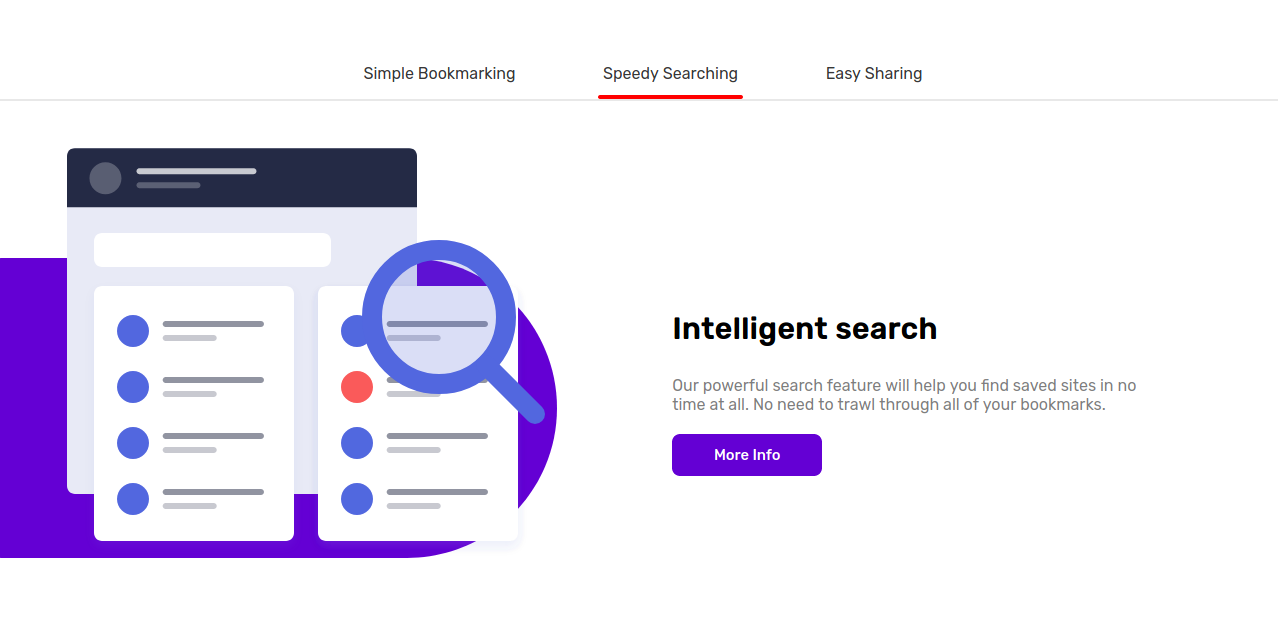 Simple Bookmarking Speedy Searching Easy Sharing
Intelligent search
Our powerful search feature will help you find saved sites in no
time at all. No need to trawl through all of your bookmarks.
More Info